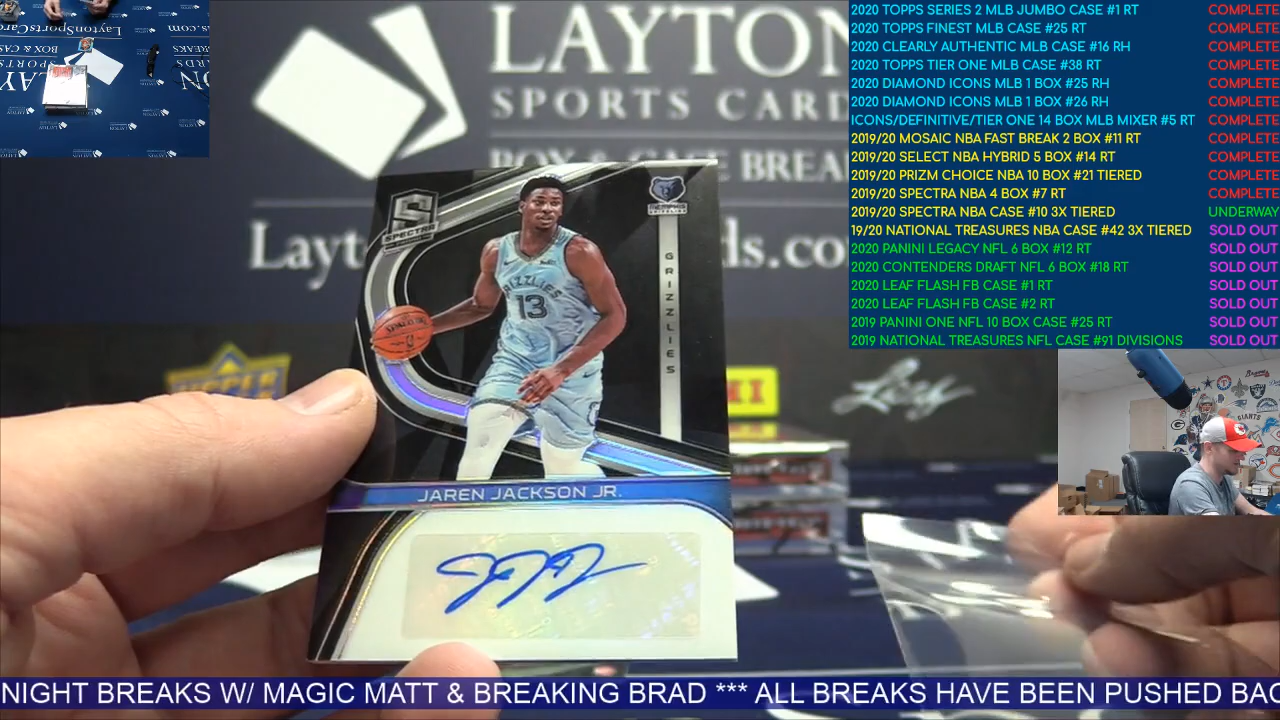 LAYTON
SPORTS CARD
BOX & CASE BREA
2020 TOPPS SERIES 2 MLB JUMBO CASE #1 RT COMPLETE
2020 TOPPS FINEST MLB CASE #25 RT COMPLETE
2020 CLEARLY AUTHENTIC MLB CASE #16 RH COMPLETE
2020 TOPPS TIER ONE MLB CASE #38 RT COMPLETE
2020 DIAMOND ICONS MLB 1 BOX #25 RH COMPLETE
2020 DIAMOND ICONS MLB 1 BOX #26 RH COMPLETE
ICONS/DEFINITIVE/TIER ONE 14 BOX MLB MIXER #5 RT COMPLETE
2019/20 MOSAIC NBA FAST BREAK 2 BOX #11 RT COMPLETE
2019/20 SELECT NBA HYBRID 5 BOX #14 RT COMPLETE
2019/20 PRIZM CHOICE NBA 10 BOX #21 TIERED COMPLETE
2019/20 SPECTRA NBA 4 BOX #7 RT COMPLETE
2019/20 SPECTRA NBA CASE #10 3X TIERED UNDERWAY
19/20 NATIONAL TREASURES NBA CASE #42 3X TIERED SOLD OUT
2020 PANINI LEGACY NFL 6 BOX #12 RT SOLD OUT
2020 CONTENDERS DRAFT NFL 6 BOX #18 RT SOLD OUT
2020 LEAF FLASH FB CASE #1 RT SOLD OUT
2020 LEAF FLASH FB CASE #2 RT SOLD OUT
2019 PANINI ONE NFL 10 BOX CASE #25 RT SOLD OUT
2019 NATIONAL TREASURES NFL CASE #91 DIVISIONS SOLD OUT
SPECTRA
MEMPHIS
GRIZZLIES
GRIZZLIES
13
SPALDING
JAREN JACKSON JR.
Leaf
GIANTS
NIGHT BREAKS W/ MAGIC MATT & BREAKING BRAD *** ALL BREAKS HAVE BEEN PUSHED BAC